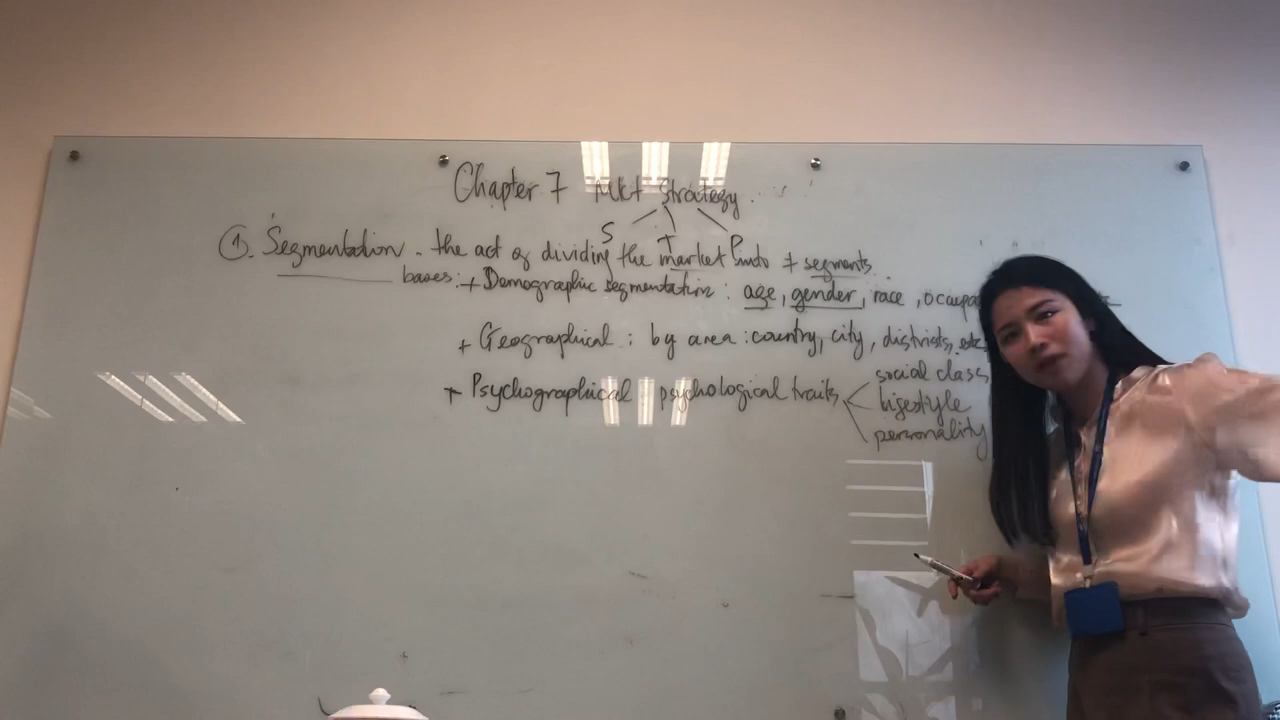 Chapter 7 Mkt Strategy
S T P
①. Segmentation - the act of dividing the market into ≠ segments
bases: + Demographic segmentation : age, gender, race, occupa
+ Geographical : by area : country, city, districts, etc
+ Psychographical psychological traits
social class
lifestyle
personality